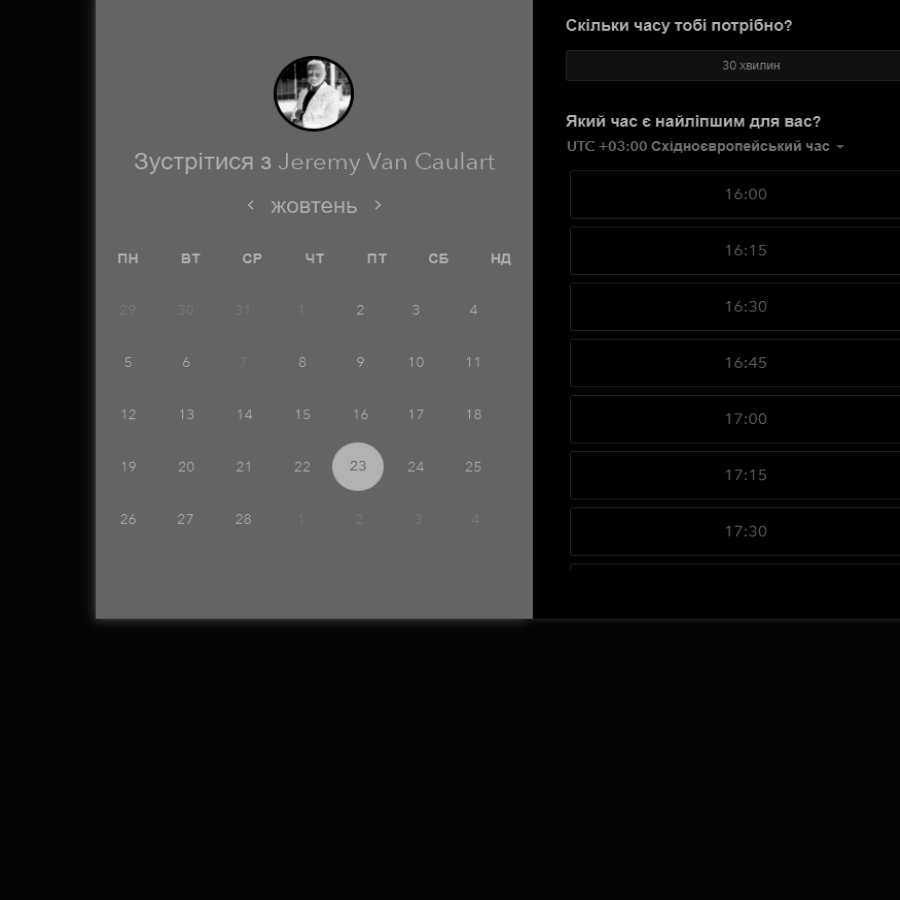 Зустрітися з Jeremy Van Caulart
< жовтень >
ПН ВТ СР ЧТ ПТ СБ НД
29 30 31 1 2 3 4
5 6 7 8 9 10 11
12 13 14 15 16 17 18
19 20 21 22 23 24 25
26 27 28 1 2 3 4
Скільки часу тобі потрібно?
30 хвилин
Який час є найліпшим для вас?
UTC +03:00 Східноєвропейський час
16:00
16:15
16:30
16:45
17:00
17:15
17:30